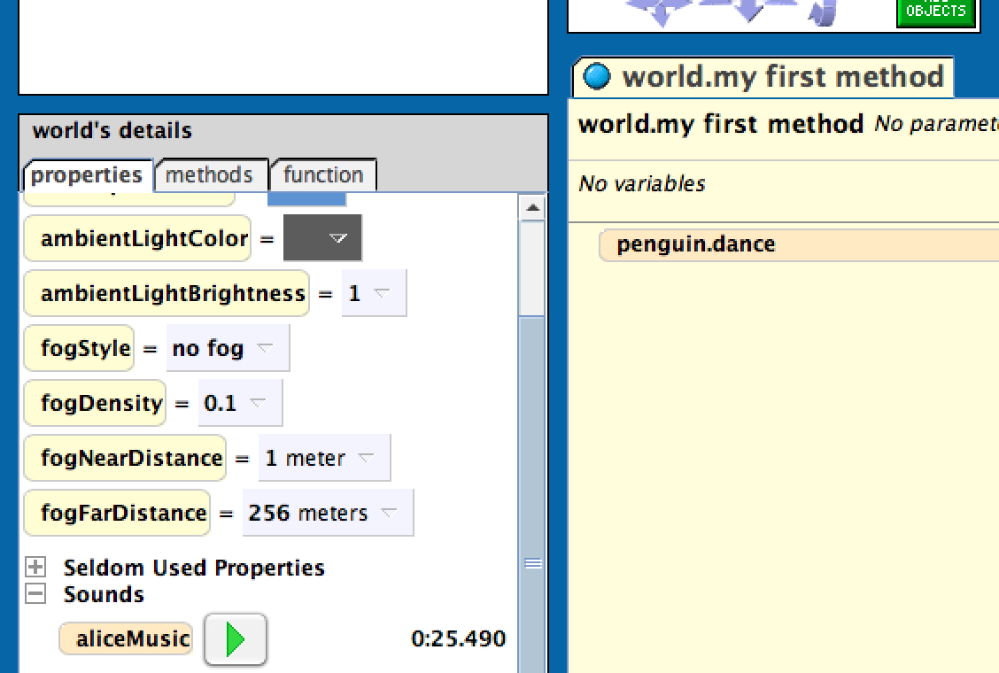 OBJECTS
world.my first method
world.my first method No paramet
No variables
penguin.dance
world's details
properties methods function
ambientLightColor =
ambientLightBrightness = 1
fogStyle = no fog
fogDensity = 0.1
fogNearDistance = 1 meter
fogFarDistance = 256 meters
Seldom Used Properties
Sounds
aliceMusic 0:25.490